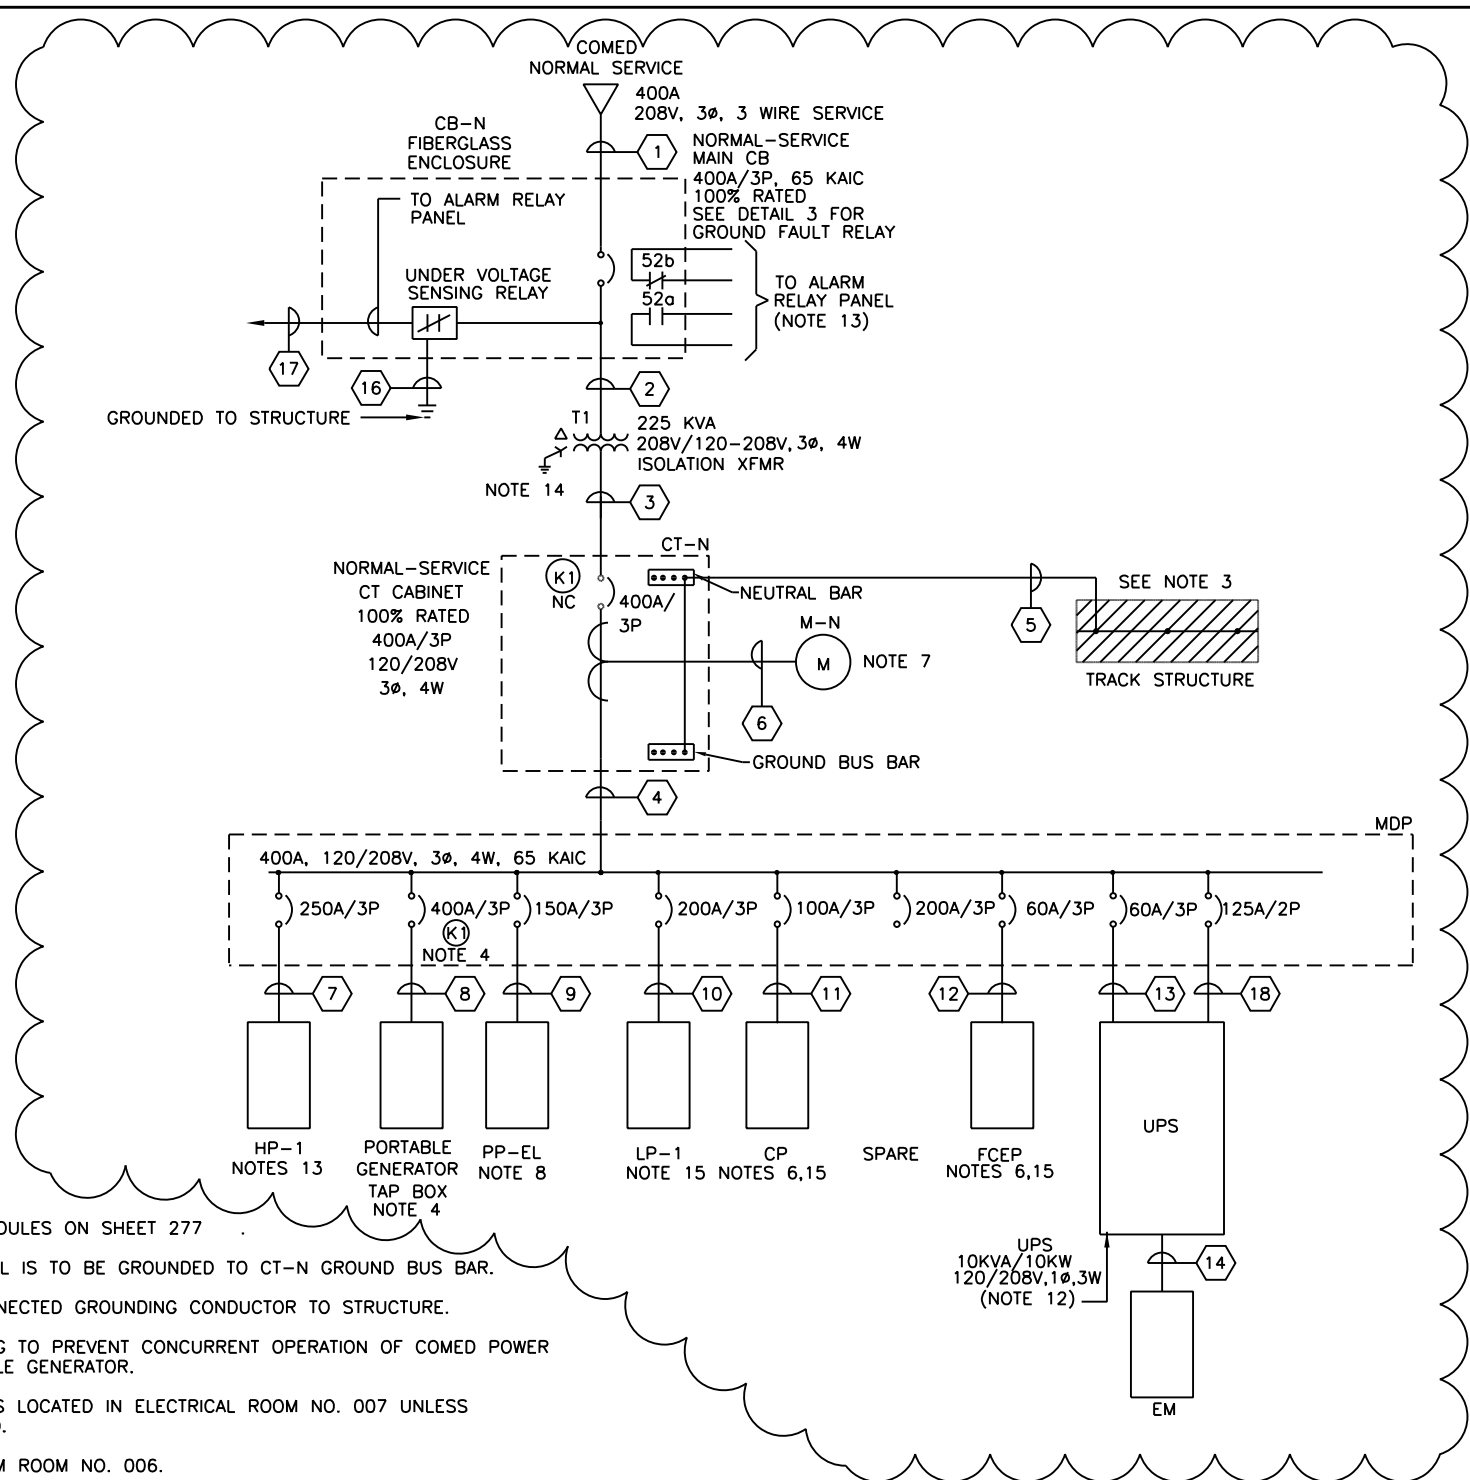 COMED
NORMAL SERVICE
400A
208V, 3ø, 3 WIRE SERVICE
CB-N
FIBERGLASS
ENCLOSURE
1
NORMAL-SERVICE
MAIN CB
400A/3P, 65 KAIC
100% RATED
SEE DETAIL 3 FOR
GROUND FAULT RELAY
TO ALARM RELAY
PANEL
UNDER VOLTAGE
SENSING RELAY
52b
52a
TO ALARM
RELAY PANEL
(NOTE 13)
17
16
2
GROUNDED TO STRUCTURE
T1
225 KVA
208V/120-208V, 3ø, 4W
ISOLATION XFMR
NOTE 14
3
CT-N
NORMAL-SERVICE
CT CABINET
100% RATED
400A/3P
120/208V
3ø, 4W
K1
NC
400A/
3P
NEUTRAL BAR
5
SEE NOTE 3
TRACK STRUCTURE
M-N
M
NOTE 7
6
GROUND BUS BAR
4
MDP
400A, 120/208V, 3ø, 4W, 65 KAIC
250A/3P
400A/3P
K1
NOTE 4
150A/3P
200A/3P
100A/3P
200A/3P
60A/3P
60A/3P
125A/2P
7
8
9
10
11
12
13
18
HP-1
NOTES 13
PORTABLE
GENERATOR
TAP BOX
NOTE 4
PP-EL
NOTE 8
LP-1
NOTE 15
CP
NOTES 6,15
SPARE
FCEP
NOTES 6,15
UPS
UPS
10KVA/10KW
120/208V,1ø,3W
(NOTE 12)
14
EM
DULES ON SHEET 277 .
L IS TO BE GROUNDED TO CT-N GROUND BUS BAR.
NECTED GROUNDING CONDUCTOR TO STRUCTURE.
G TO PREVENT CONCURRENT OPERATION OF COMED POWER
LE GENERATOR.
S LOCATED IN ELECTRICAL ROOM NO. 007 UNLESS
M ROOM NO. 006.